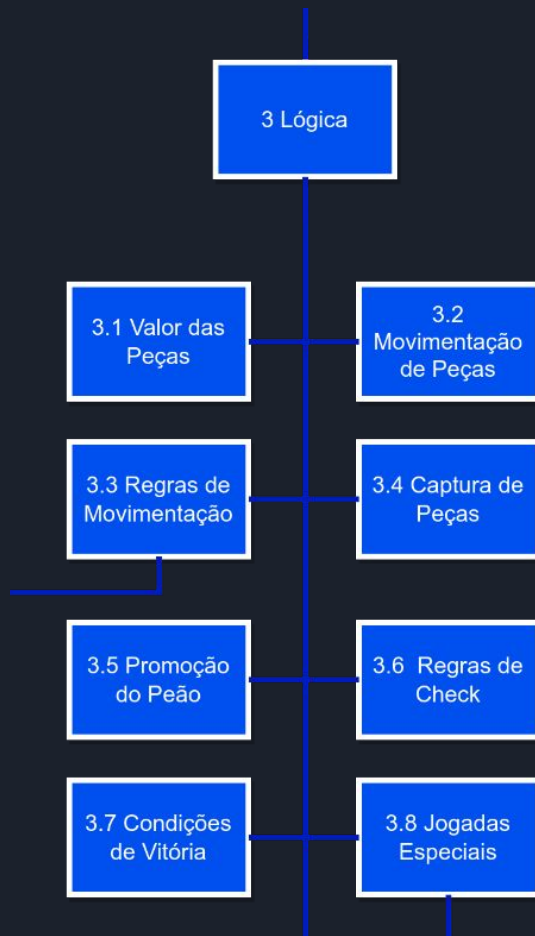 3 Lógica
3.1 Valor das
Peças
3.2
Movimentação
de Peças
3.3 Regras de
Movimentação
3.4 Captura de
Peças
3.5 Promoção
do Peão
3.6  Regras de
Check
3.7 Condições
de Vitória
3.8 Jogadas
Especiais